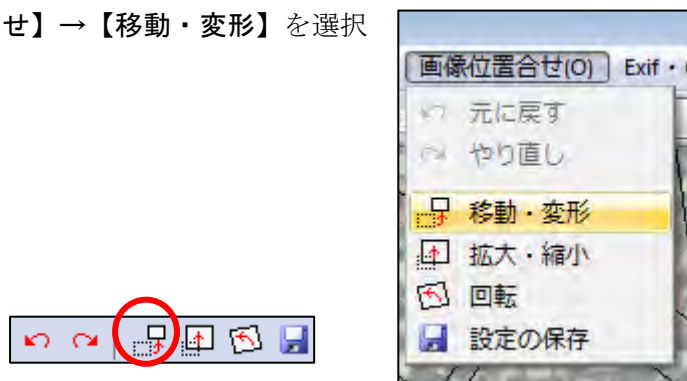 せ】→【移動・変形】を選択
画像位置合せ(O) Exif・
元に戻す
やり直し
移動・変形
拡大・縮小
回転
設定の保存